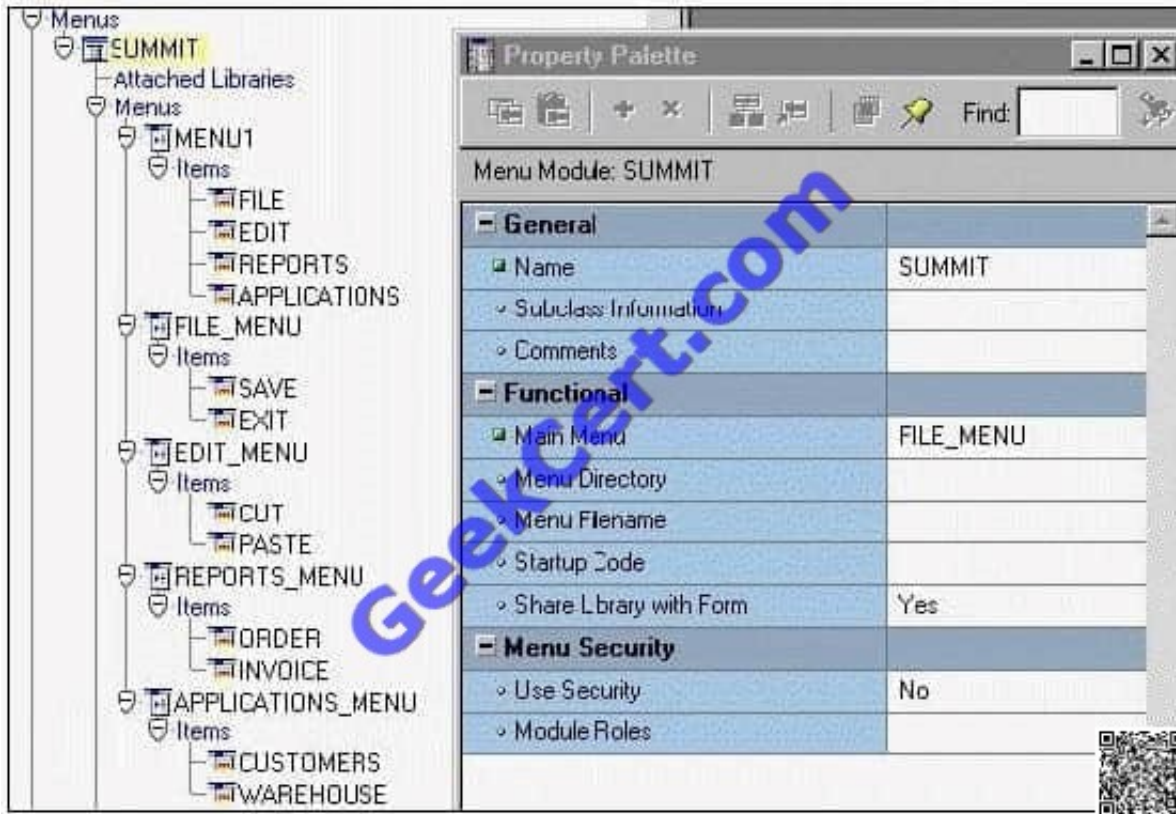 Menus
SUMMIT
Attached Libraries
Menus
MENU1
Items
FILE
EDIT
REPORTS
APPLICATIONS
FILE_MENU
Items
SAVE
EXIT
EDIT_MENU
Items
CUT
PASTE
REPORTS_MENU
Items
ORDER
INVOICE
APPLICATIONS_MENU
Items
CUSTOMERS
WAREHOUSE
Property Palette
Find:
Menu Module: SUMMIT
General
Name SUMMIT
Subclass Information
Comments
Functional
Main Menu FILE_MENU
Menu Directory
Menu Filename
Startup Code
Share Library with Form Yes
Menu Security
Use Security No
Module Roles
GeekCert.com